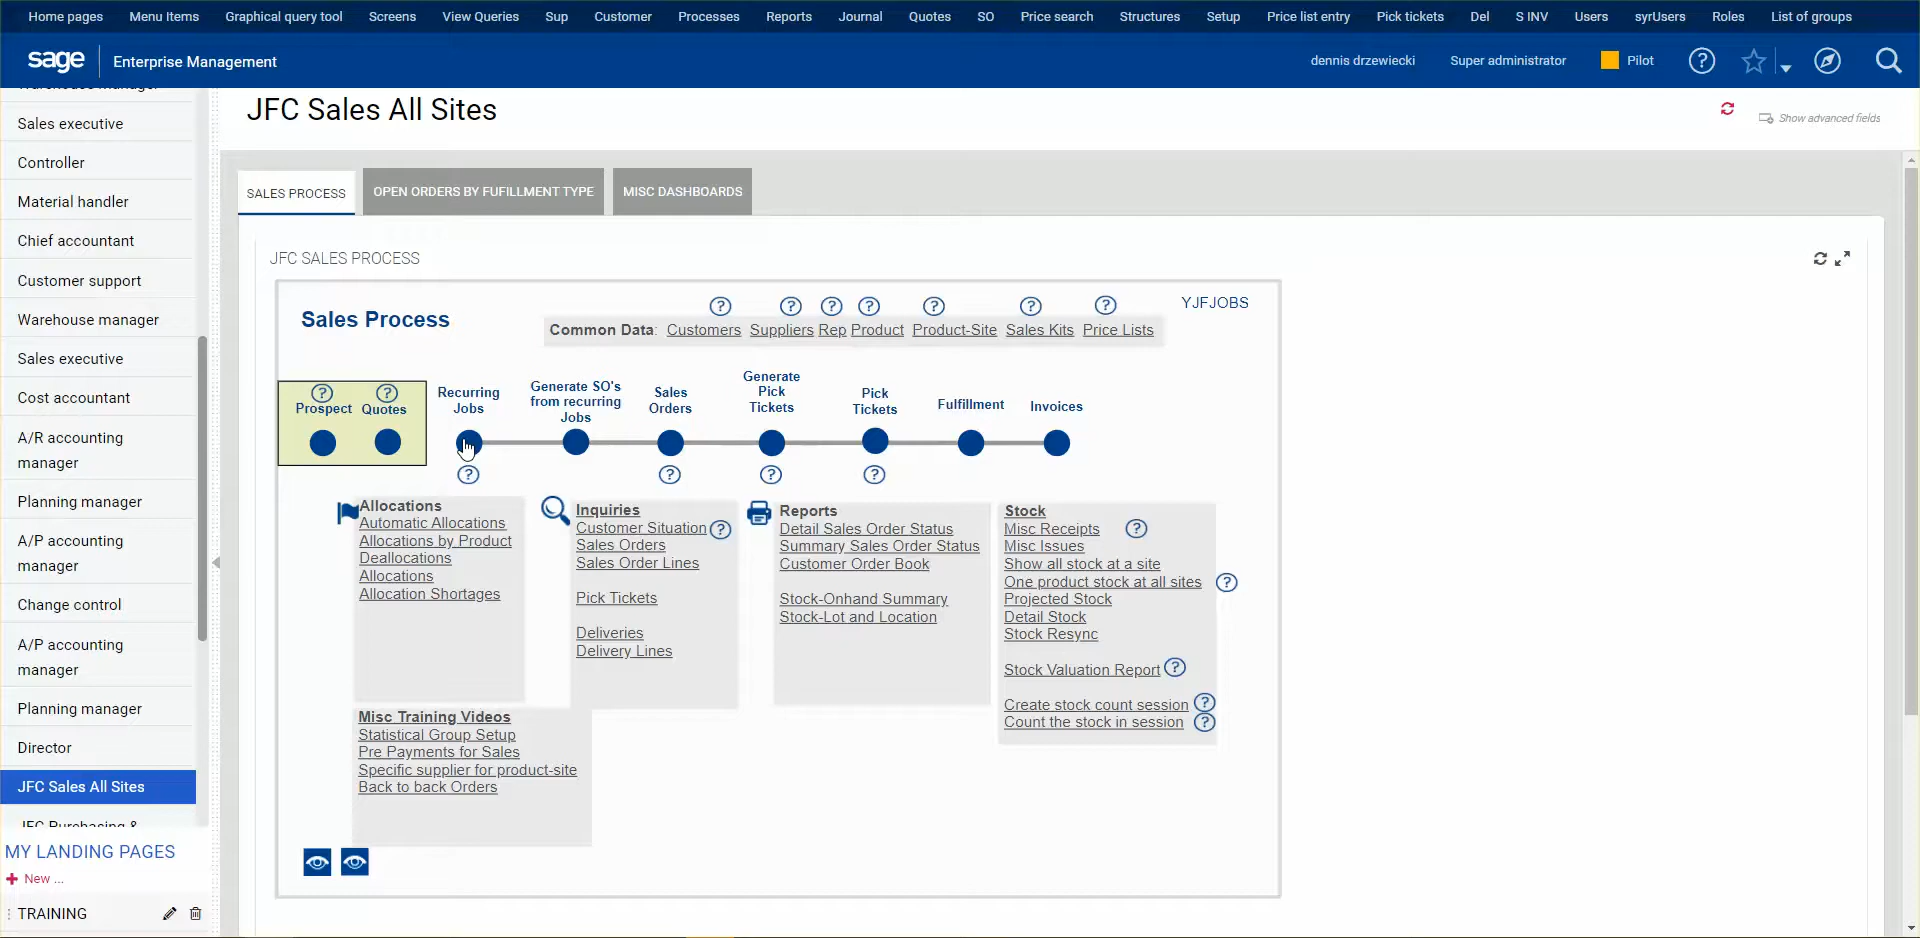 Home pages Menu Items Graphical query tool Screens View Queries Sup Customer Processes Reports Journal Quotes SO Price search Structures Setup Price list entry Pick tickets Del S INV Users syrUsers Roles List of groups
sage Enterprise Management
dennis drzewiecki Super administrator Pilot ?
Warehouse manager
Sales executive
Controller
Material handler
Chief accountant
Customer support
Warehouse manager
Sales executive
Cost accountant
A/R accounting
manager
Planning manager
A/P accounting
manager
Change control
A/P accounting
manager
Planning manager
Director
JFC Sales All Sites
JFC Purchasing &
MY LANDING PAGES
New ...
TRAINING
JFC Sales All Sites
Show advanced fields
SALES PROCESS OPEN ORDERS BY FUFILLMENT TYPE MISC DASHBOARDS
JFC SALES PROCESS
Sales Process
? ? ? ? ? ? ?
Common Data: Customers Suppliers Rep Product Product-Site Sales Kits Price Lists
YJFJOBS
? ?
Prospect Quotes
Recurring
Jobs
Generate SO's
from recurring
Jobs
Sales
Orders
Generate
Pick
Tickets
Pick
Tickets
Fulfillment
Invoices
? ? ? ?
Allocations
Automatic Allocations
Allocations by Product
Deallocations
Allocations
Allocation Shortages
Inquiries
Customer Situation ?
Sales Orders
Sales Order Lines
Pick Tickets
Deliveries
Delivery Lines
Reports
Detail Sales Order Status
Summary Sales Order Status
Customer Order Book
Stock-Onhand Summary
Stock-Lot and Location
Stock
Misc Receipts ?
Misc Issues
Show all stock at a site
One product stock at all sites ?
Projected Stock
Detail Stock
Stock Resync
Stock Valuation Report ?
Create stock count session ?
Count the stock in session ?
Misc Training Videos
Statistical Group Setup
Pre Payments for Sales
Specific supplier for product-site
Back to back Orders